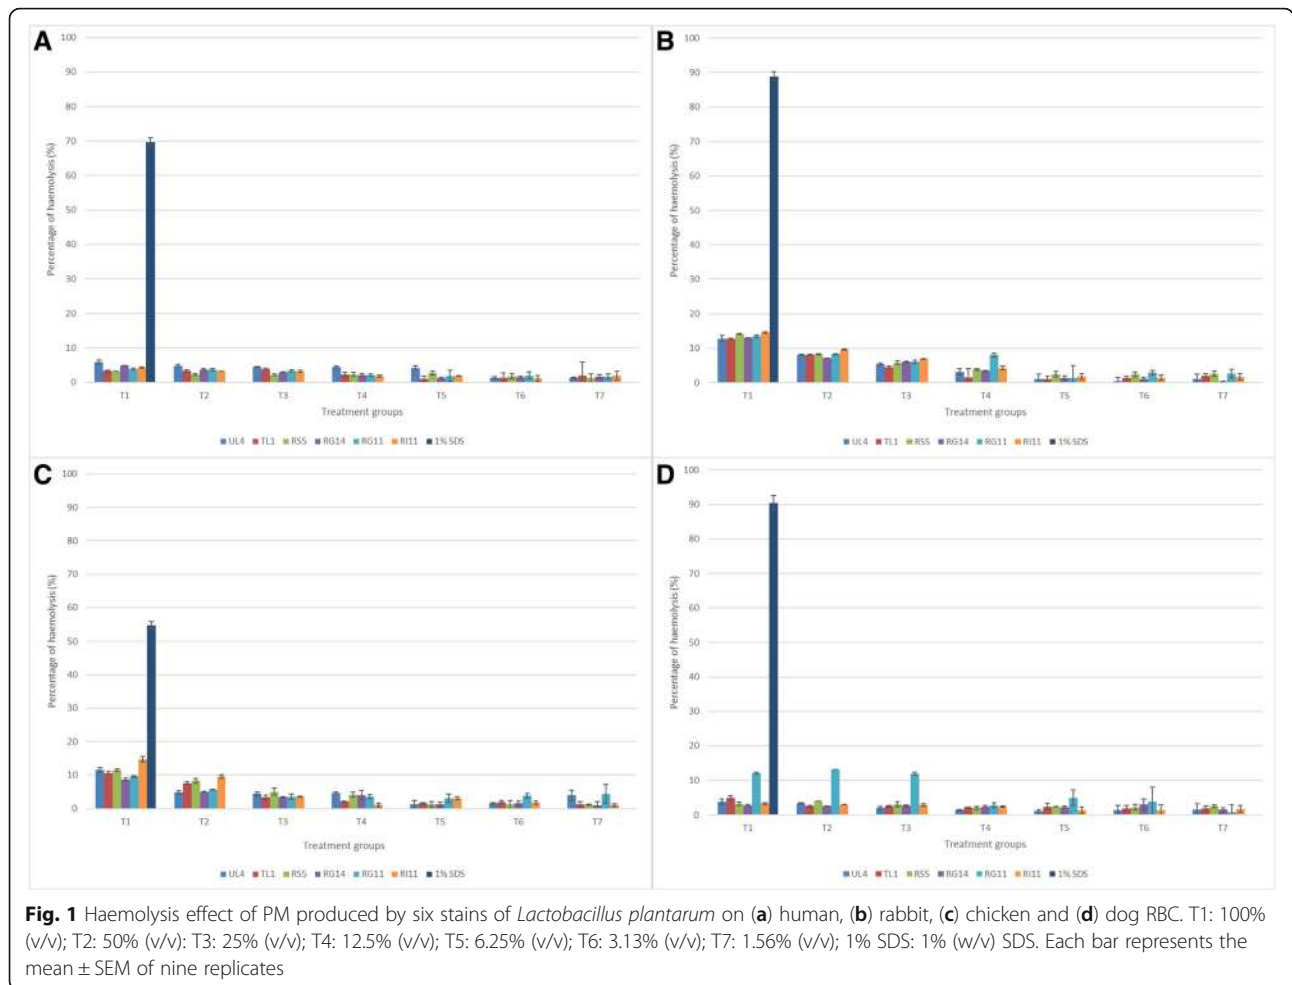 A
100
90
80
70
60
50
40
30
20
10
0
Percentage of haemolysis (%)
T1 T2 T3 T4 T5 T6 T7
Treatment groups
UL4 TL1 RS5 RG14 RG11 RI11 1% SDS
B
100
90
80
70
60
50
40
30
20
10
0
Percentage of haemolysis (%)
T1 T2 T3 T4 T5 T6 T7
Treatment groups
UL4 TL1 RS5 RG14 RG11 RI11 1% SDS
C
100
90
80
70
60
50
40
30
20
10
0
Percentage of haemolysis (%)
T1 T2 T3 T4 T5 T6 T7
Treatment groups
UL4 TL1 RS5 RG14 RG11 RI11 1% SDS
D
100
90
80
70
60
50
40
30
20
10
0
Percentage of haemolysis (%)
T1 T2 T3 T4 T5 T6 T7
Treatment groups
UL4 TL1 RS5 RG14 RG11 RI11 1% SDS
Fig. 1 Haemolysis effect of PM produced by six stains of Lactobacillus plantarum on (a) human, (b) rabbit, (c) chicken and (d) dog RBC. T1: 100%
(v/v); T2: 50% (v/v): T3: 25% (v/v); T4: 12.5% (v/v); T5: 6.25% (v/v); T6: 3.13% (v/v); T7: 1.56% (v/v); 1% SDS: 1% (w/v) SDS. Each bar represents the
mean ± SEM of nine replicates